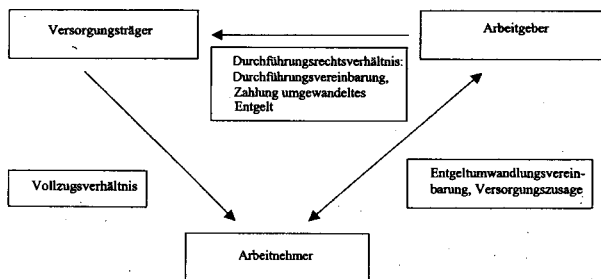 Versorgungsträger
Arbeitgeber
Durchführungsrechtsverhältnis:
Durchführungsvereinbarung,
Zahlung umgewandeltes
Entgelt
Vollzugsverhältnis
Entgeltumwandlungsverein-
barung, Versorgungszusage
Arbeitnehmer